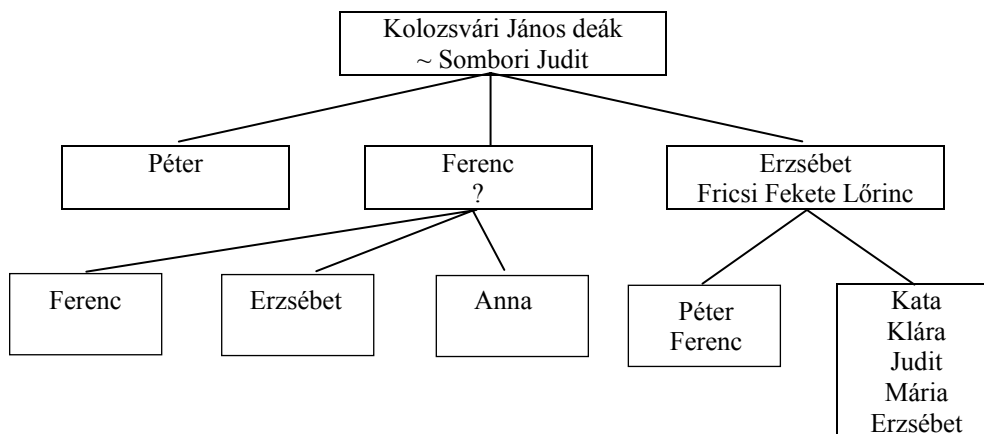 Kolozsvári János deák
~ Sombori Judit
Péter
Ferenc
?
Erzsébet
Fricsi Fekete Lőrinc
Ferenc
Erzsébet
Anna
Péter
Ferenc
Kata
Klára
Judit
Mária
Erzsébet